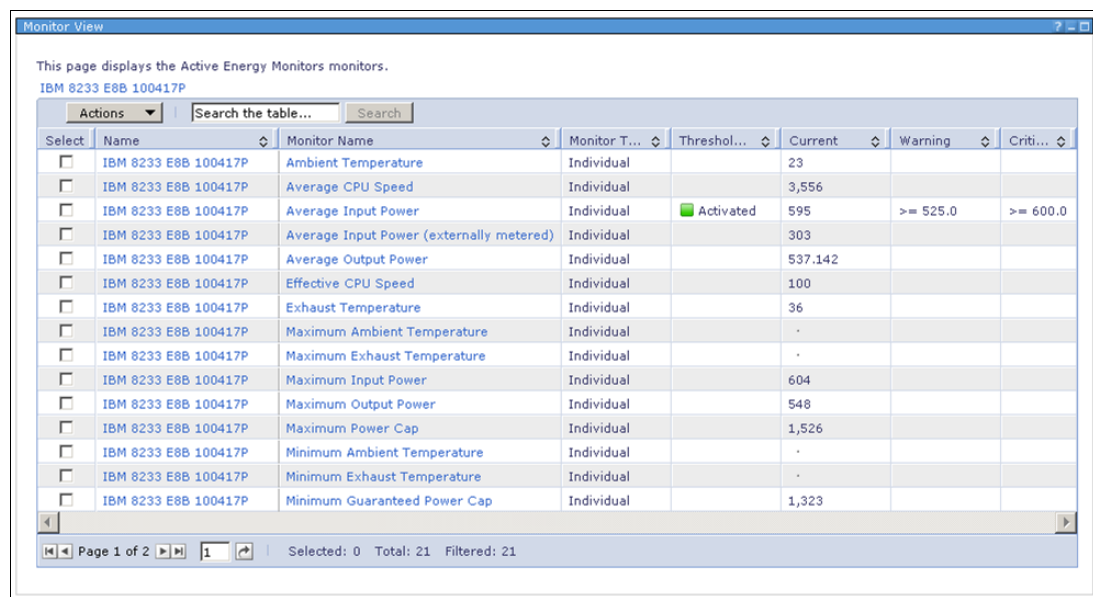 Monitor View
This page displays the Active Energy Monitors monitors.
IBM 8233 E8B 100417P
Actions Search the table... Search
Select Name Monitor Name Monitor T... Threshol... Current Warning Criti...
IBM 8233 E8B 100417P Ambient Temperature Individual 23
IBM 8233 E8B 100417P Average CPU Speed Individual 3,556
IBM 8233 E8B 100417P Average Input Power Individual Activated 595 >= 525.0 >= 600.0
IBM 8233 E8B 100417P Average Input Power (externally metered) Individual 303
IBM 8233 E8B 100417P Average Output Power Individual 537.142
IBM 8233 E8B 100417P Effective CPU Speed Individual 100
IBM 8233 E8B 100417P Exhaust Temperature Individual 36
IBM 8233 E8B 100417P Maximum Ambient Temperature Individual ·
IBM 8233 E8B 100417P Maximum Exhaust Temperature Individual ·
IBM 8233 E8B 100417P Maximum Input Power Individual 604
IBM 8233 E8B 100417P Maximum Output Power Individual 548
IBM 8233 E8B 100417P Maximum Power Cap Individual 1,526
IBM 8233 E8B 100417P Minimum Ambient Temperature Individual ·
IBM 8233 E8B 100417P Minimum Exhaust Temperature Individual ·
IBM 8233 E8B 100417P Minimum Guaranteed Power Cap Individual 1,323
Page 1 of 2 1 Selected: 0 Total: 21 Filtered: 21